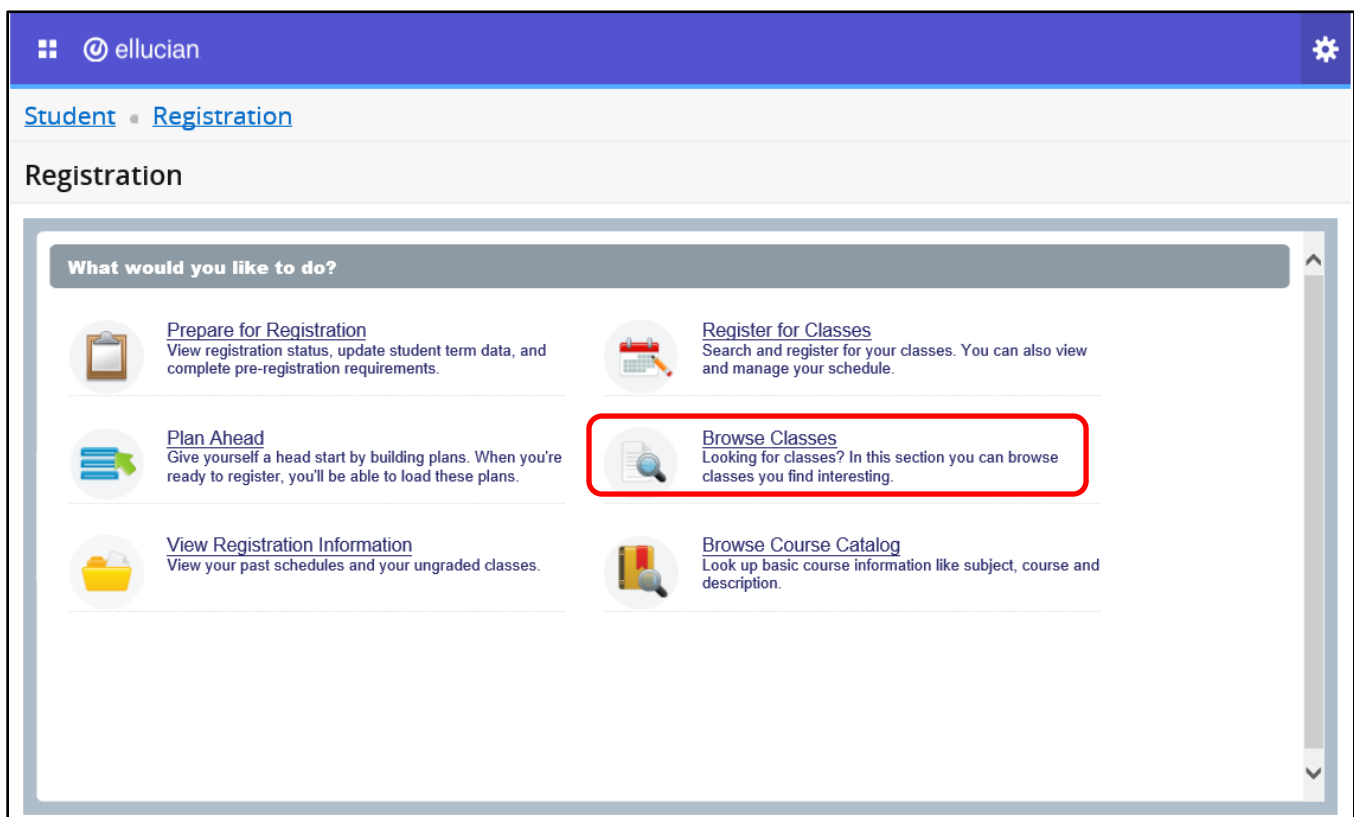 ellucian
Student • Registration
Registration
What would you like to do?
Prepare for Registration
View registration status, update student term data, and
complete pre-registration requirements.
Register for Classes
Search and register for your classes. You can also view
and manage your schedule.
Plan Ahead
Give yourself a head start by building plans. When you're
ready to register, you'll be able to load these plans.
Browse Classes
Looking for classes? In this section you can browse
classes you find interesting.
View Registration Information
View your past schedules and your ungraded classes.
Browse Course Catalog
Look up basic course information like subject, course and
description.